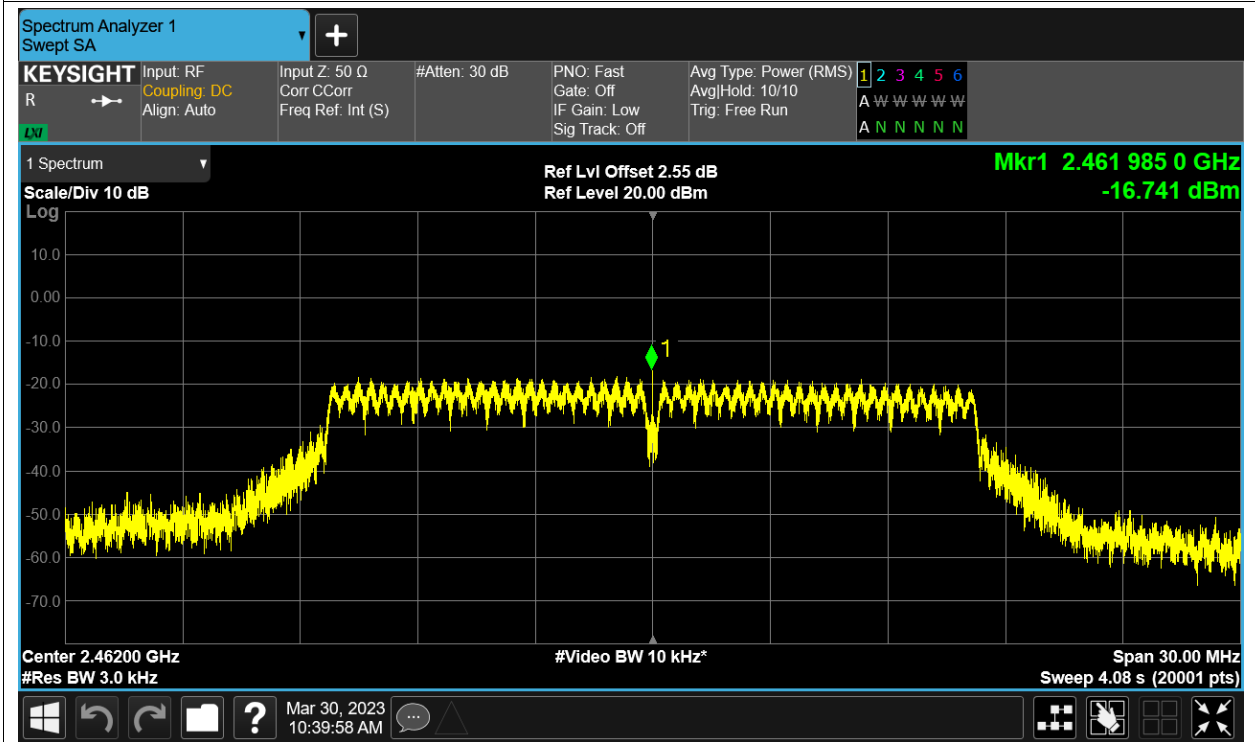 Spectrum Analyzer 1
Swept SA
KEYSIGHT
R
LXI
Input: RF
Coupling: DC
Align: Auto
Input Z: 50 Ω
Corr CCorr
Freq Ref: Int (S)
#Atten: 30 dB
PNO: Fast
Gate: Off
IF Gain: Low
Sig Track: Off
Avg Type: Power (RMS)
Avg|Hold: 10/10
Trig: Free Run
1 2 3 4 5 6
A W W W W W
A N N N N N
1 Spectrum
Scale/Div 10 dB
Ref Lvl Offset 2.55 dB
Ref Level 20.00 dBm
Mkr1 2.461 985 0 GHz
-16.741 dBm
Log
10.0
0.00
-10.0
1
-20.0
-30.0
-40.0
-50.0
-60.0
-70.0
Center 2.46200 GHz
#Video BW 10 kHz*
Span 30.00 MHz
#Res BW 3.0 kHz
Sweep 4.08 s (20001 pts)
?
Mar 30, 2023
10:39:58 AM